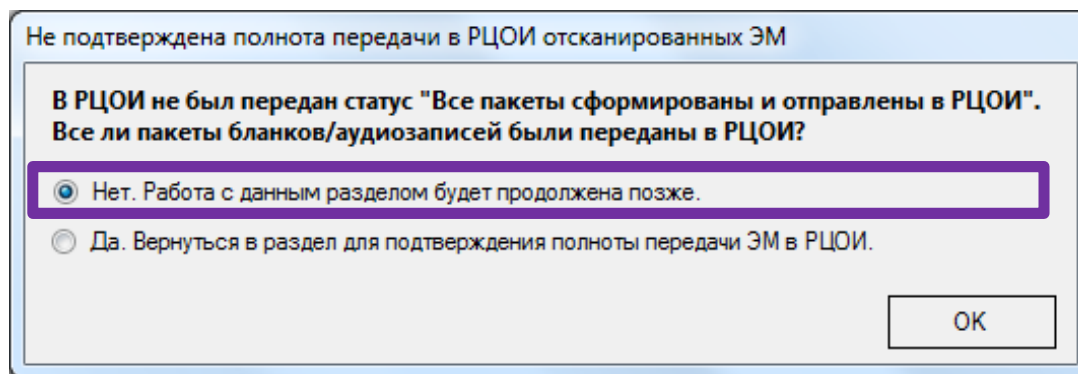 Не подтверждена полнота передачи в РЦОИ отсканированных ЭМ
В РЦОИ не был передан статус "Все пакеты сформированы и отправлены в РЦОИ".
Все ли пакеты бланков/аудиозаписей были переданы в РЦОИ?
Нет. Работа с данным разделом будет продолжена позже.
Да. Вернуться в раздел для подтверждения полноты передачи ЭМ в РЦОИ.
OK